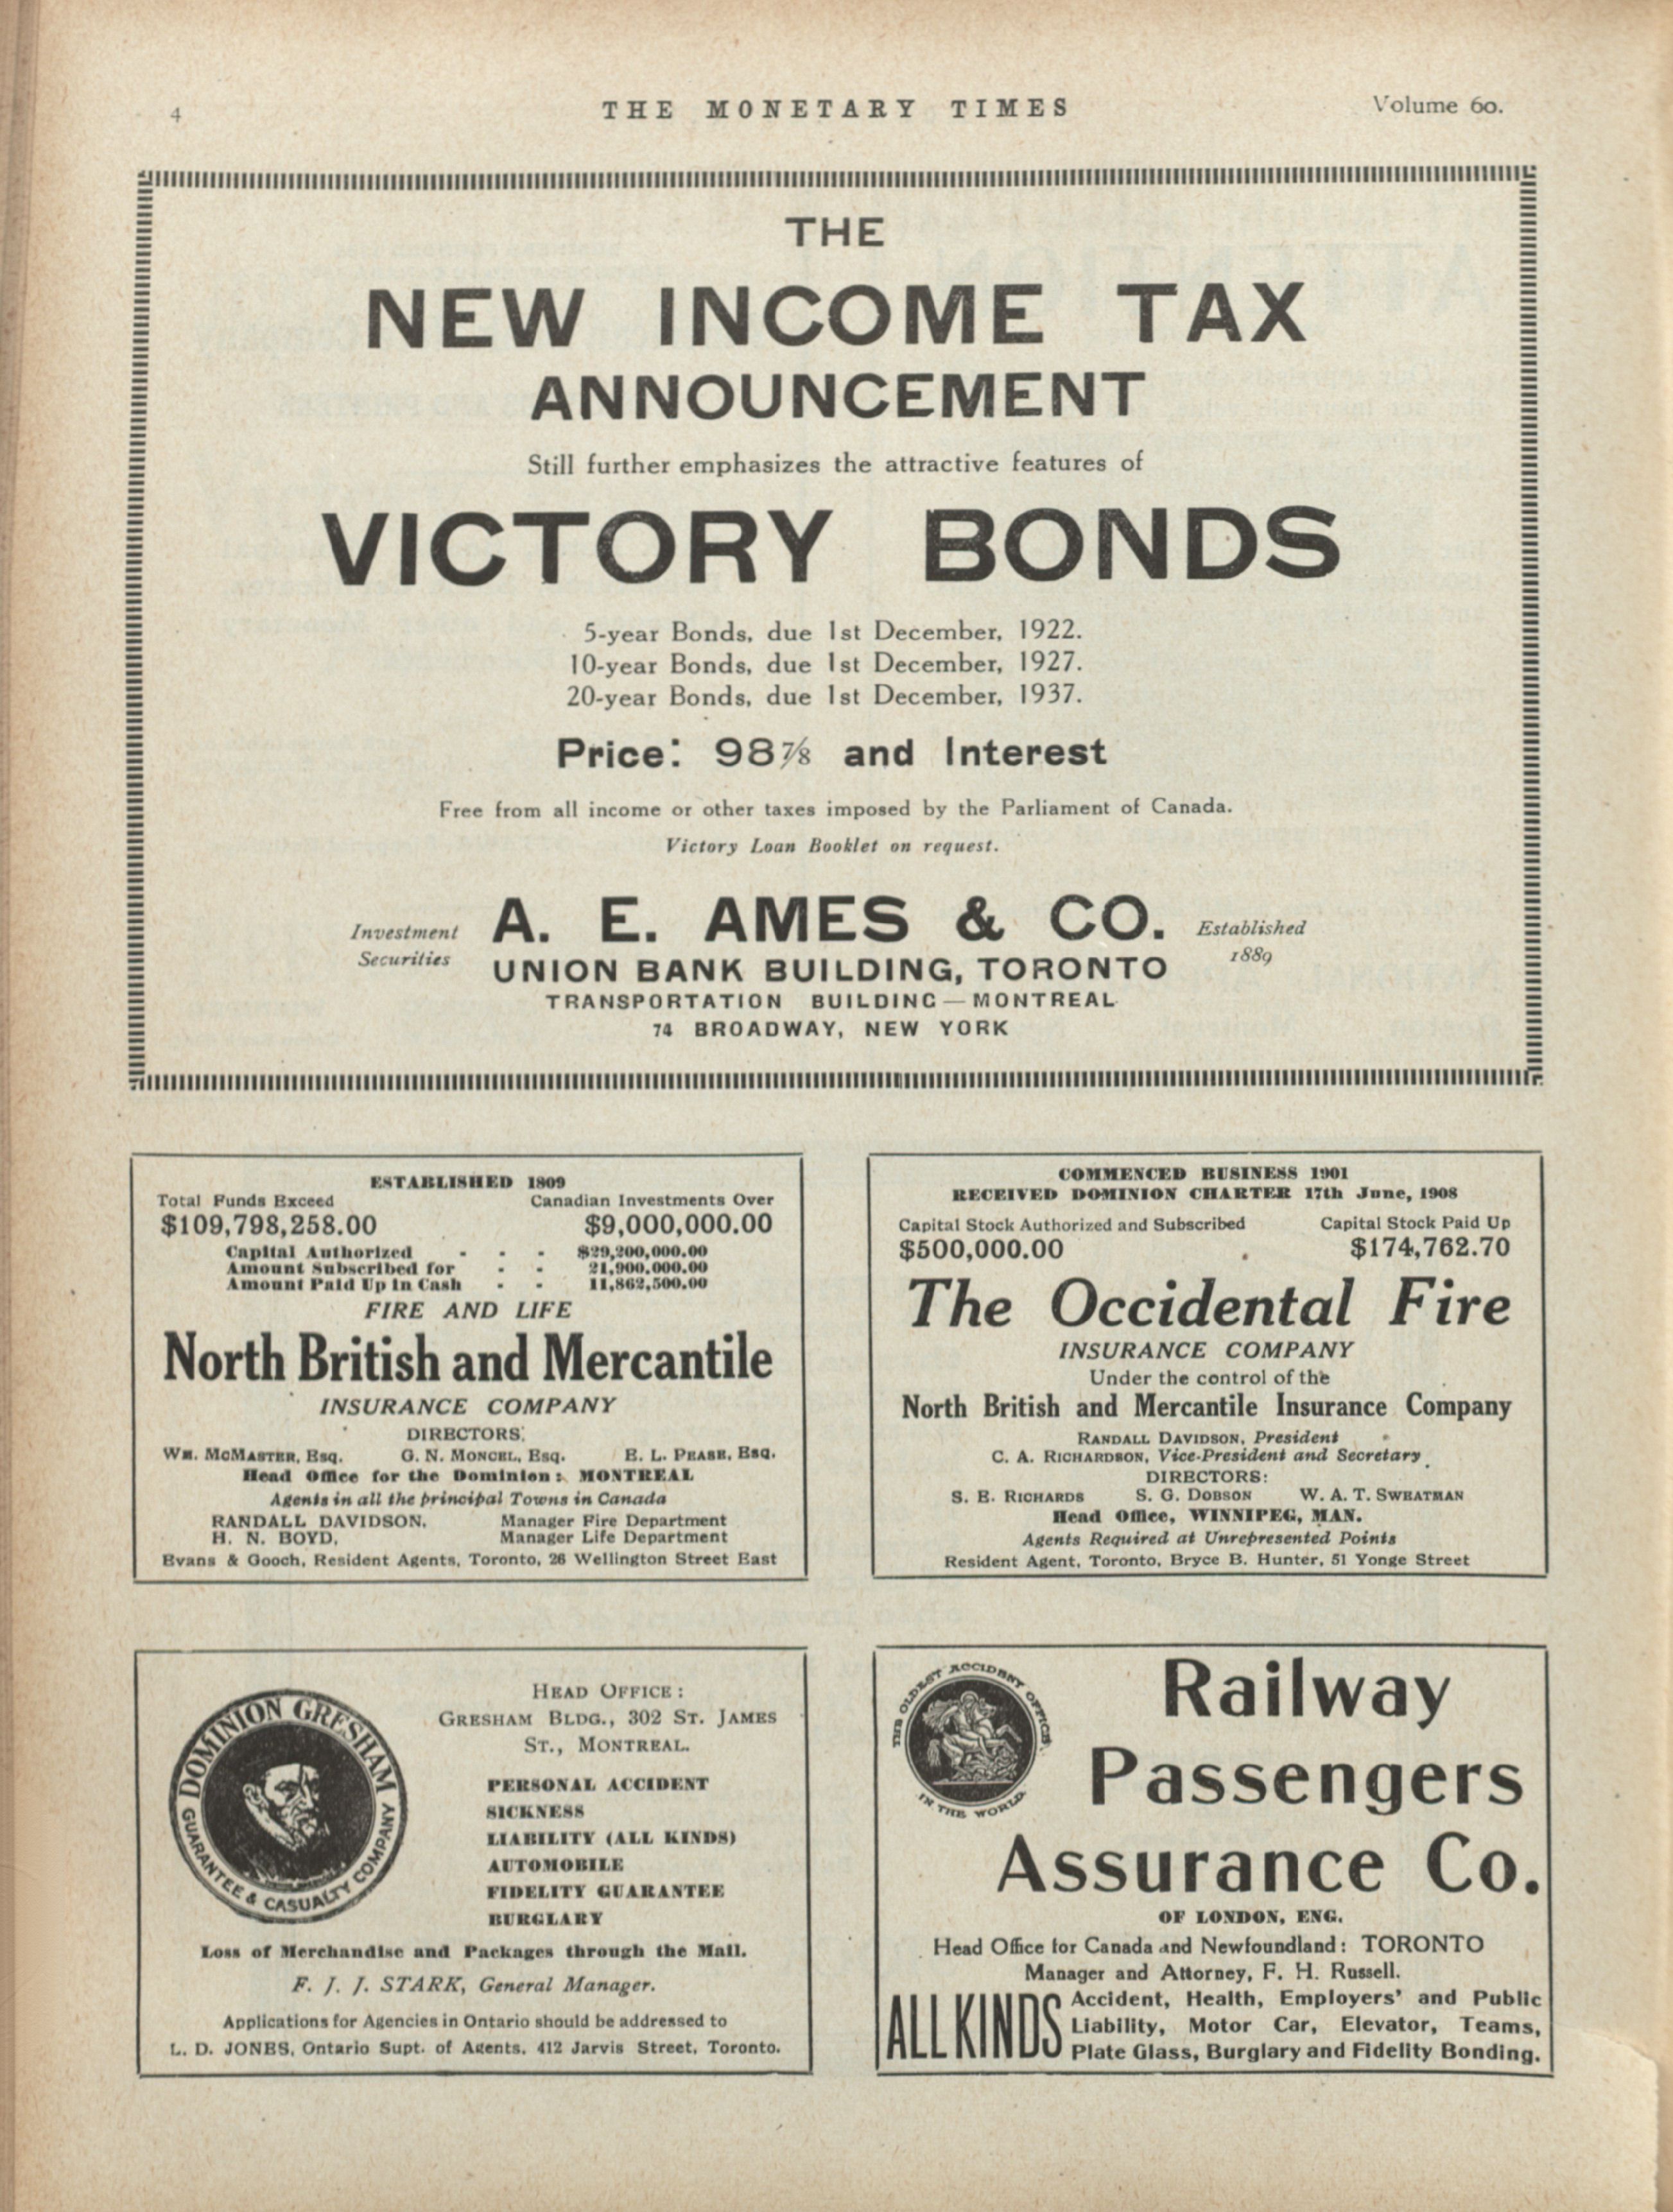 4
THE MONETARY TIMES
Volume 60.
THE
NEW INCOME TAX
ANNOUNCEMENT
Still further emphasizes the attractive features of
VICTORY BONDS
5-year Bonds, due 1st December, 1922.
10-year Bonds, due 1st December, 1927.
20-year Bonds, due 1st December, 1937.
Price: 98⅞ and Interest
Free from all income or other taxes imposed by the Parliament of Canada.
Victory Loan Booklet on request.
Investment Securities
A. E. AMES & CO.
Established 1889
UNION BANK BUILDING, TORONTO
TRANSPORTATION BUILDING — MONTREAL
74 BROADWAY, NEW YORK
ESTABLISHED 1809
Total Funds Exceed Canadian Investments Over
$109,798,258.00 $9,000,000.00
Capital Authorized - - - $29,200,000.00
Amount Subscribed for - - 21,900,000.00
Amount Paid Up in Cash - - 11,862,500.00
FIRE AND LIFE
North British and Mercantile
INSURANCE COMPANY
DIRECTORS:
WM. MCMASTER, Esq. G. N. MONCEL, Esq. E. L. PEASE, Esq.
Head Office for the Dominion: MONTREAL
Agents in all the principal Towns in Canada
RANDALL DAVIDSON, Manager Fire Department
H. N. BOYD, Manager Life Department
Evans & Gooch, Resident Agents, Toronto, 26 Wellington Street East
COMMENCED BUSINESS 1901
RECEIVED DOMINION CHARTER 17th June, 1908
Capital Stock Authorized and Subscribed Capital Stock Paid Up
$500,000.00 $174,762.70
The Occidental Fire
INSURANCE COMPANY
Under the control of the
North British and Mercantile Insurance Company
RANDALL DAVIDSON, President
C. A. RICHARDSON, Vice-President and Secretary
DIRECTORS:
S. E. RICHARDS S. G. DOBSON W. A. T. SWEATMAN
Head Office, WINNIPEG, MAN.
Agents Required at Unrepresented Points
Resident Agent, Toronto, Bryce B. Hunter, 51 Yonge Street
DOMINION GRESHAM
GUARANTEE & CASUALTY COMPANY
HEAD OFFICE:
GRESHAM BLDG., 302 ST. JAMES
ST., MONTREAL.
PERSONAL ACCIDENT
SICKNESS
LIABILITY (ALL KINDS)
AUTOMOBILE
FIDELITY GUARANTEE
BURGLARY
Loss of Merchandise and Packages through the Mail.
F. J. J. STARK, General Manager.
Applications for Agencies in Ontario should be addressed to
L. D. JONES, Ontario Supt. of Agents, 412 Jarvis Street, Toronto.
THE OLDEST ACCIDENT OFFICE
IN THE WORLD
Railway
Passengers
Assurance Co.
OF LONDON, ENG.
Head Office for Canada and Newfoundland: TORONTO
Manager and Attorney, F. H. Russell.
ALL KINDS
Accident, Health, Employers' and Public
Liability, Motor Car, Elevator, Teams,
Plate Glass, Burglary and Fidelity Bonding.